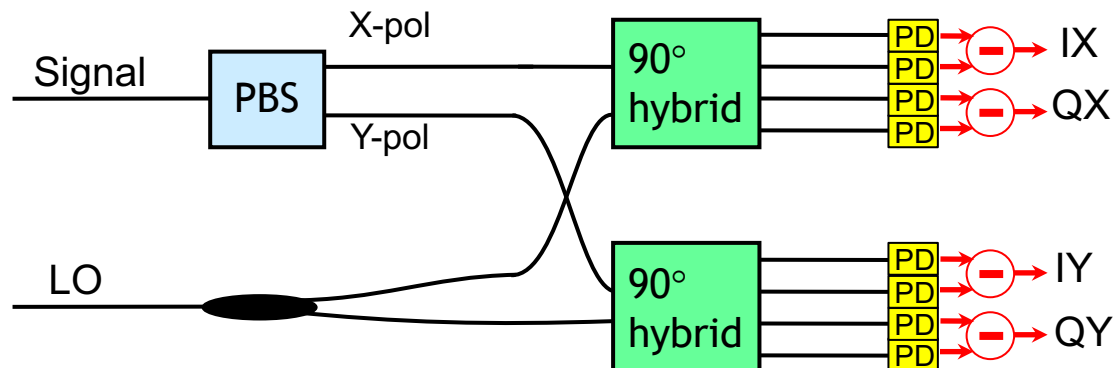 X-pol
Signal
PBS
Y-pol
LO
90°
hybrid
PD
PD
PD
PD
IX
QX
90°
hybrid
PD
PD
PD
PD
IY
QY